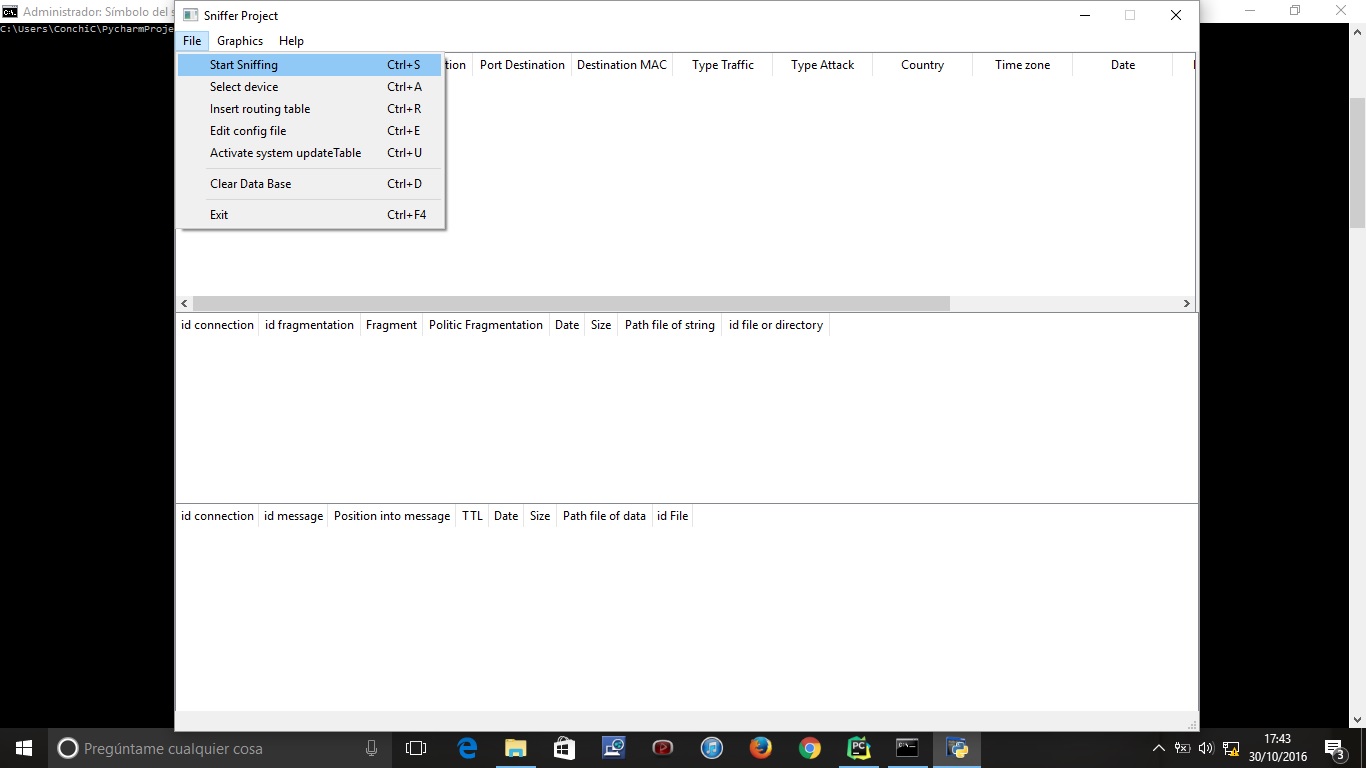 Administrador: Símbolo del s
C:\Users\ConchiC\PycharmProje
Sniffer Project
File Graphics Help
Start Sniffing Ctrl+S
Select device Ctrl+A
Insert routing table Ctrl+R
Edit config file Ctrl+E
Activate system updateTable Ctrl+U
Clear Data Base Ctrl+D
Exit Ctrl+F4
tion Port Destination Destination MAC Type Traffic Type Attack Country Time zone Date
id connection id fragmentation Fragment Politic Fragmentation Date Size Path file of string id file or directory
id connection id message Position into message TTL Date Size Path file of data id File
Pregúntame cualquier cosa
17:43
30/10/2016
3